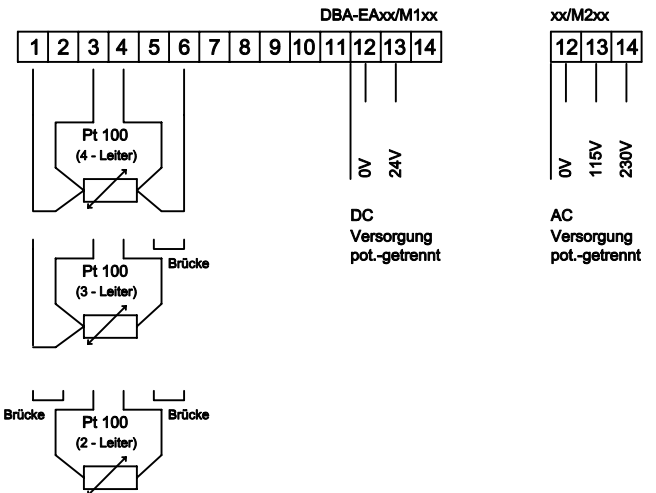 DBA-EAxx/M1xx
xx/M2xx
1 2 3 4 5 6 7 8 9 10 11 12 13 14
12 13 14
Pt 100
(4 - Leiter)
0V
24V
0V
115V
230V
DC
Versorgung
pot.-getrennt
AC
Versorgung
pot.-getrennt
Brücke
Pt 100
(3 - Leiter)
Brücke
Brücke
Pt 100
(2 - Leiter)